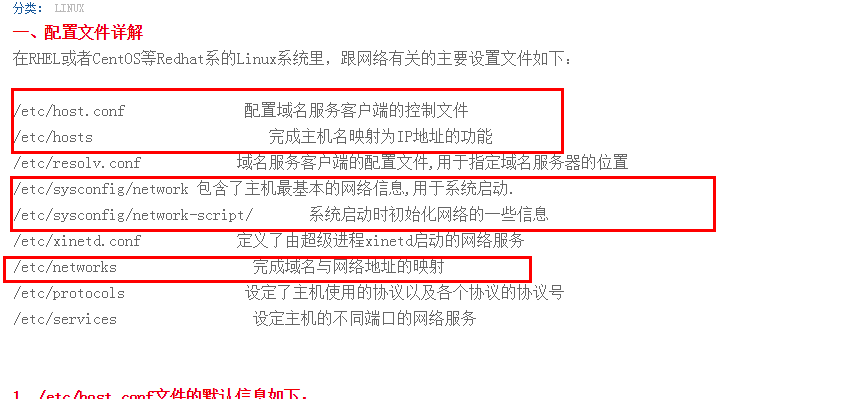 分类： LINUX
一、配置文件详解
在RHEL或者CentOS等Redhat系的Linux系统里，跟网络有关的主要设置文件如下：
/etc/host.conf 配置域名服务客户端的控制文件
/etc/hosts 完成主机名映射为IP地址的功能
/etc/resolv.conf 域名服务客户端的配置文件,用于指定域名服务器的位置
/etc/sysconfig/network 包含了主机最基本的网络信息,用于系统启动.
/etc/sysconfig/network-script/ 系统启动时初始化网络的一些信息
/etc/xinetd.conf 定义了由超级进程xinetd启动的网络服务
/etc/networks 完成域名与网络地址的映射
/etc/protocols 设定了主机使用的协议以及各个协议的协议号
/etc/services 设定主机的不同端口的网络服务
1、/etc/host.conf文件的默认信息如下：